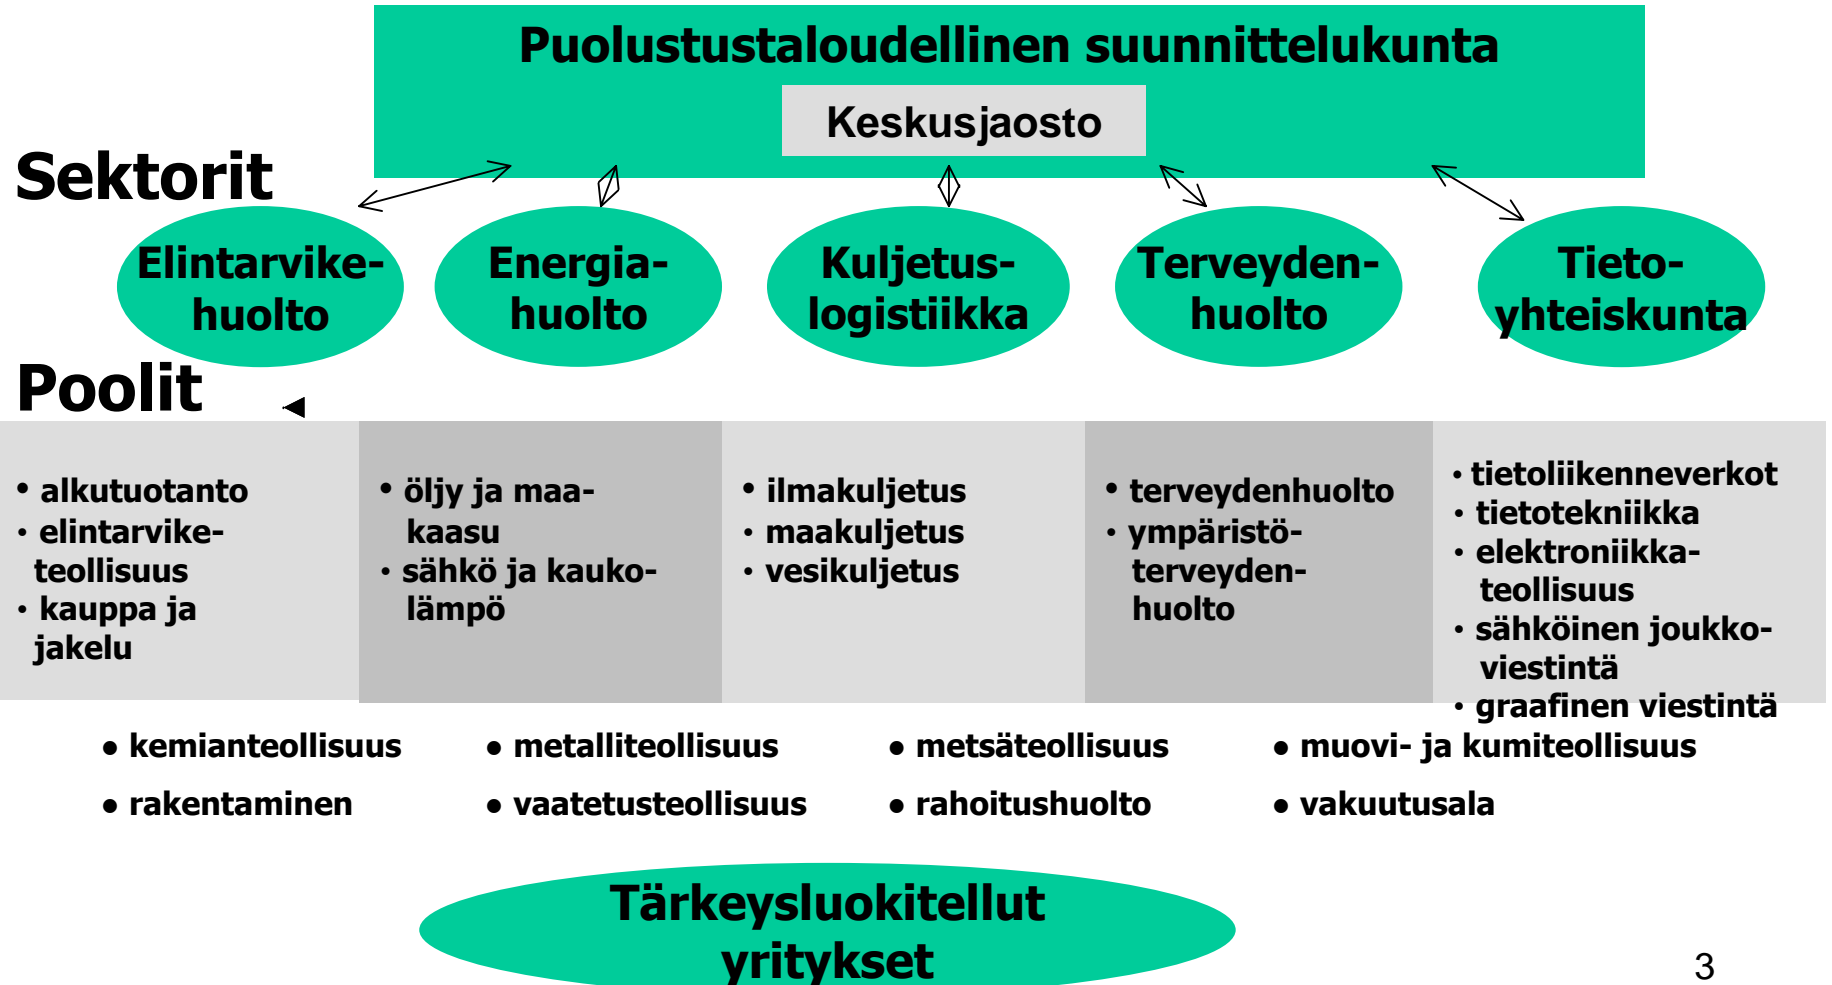 Puolustustaloudellinen suunnittelukunta
Keskusjaosto
Sektorit
Elintarvike-
huolto
Energia-
huolto
Kuljetus-
logistiikka
Terveyden-
huolto
Tieto-
yhteiskunta
Poolit
• alkutuotanto
• elintarvike-
teollisuus
• kauppa ja
jakelu
• öljy ja maa-
kaasu
• sähkö ja kauko-
lämpö
• ilmakuljetus
• maakuljetus
• vesikuljetus
• terveydenhuolto
• ympäristö-
terveyden-
huolto
• tietoliikenneverkot
• tietotekniikka
• elektroniikka-
teollisuus
• sähköinen joukko-
viestintä
• graafinen viestintä
● kemianteollisuus
● metalliteollisuus
● metsäteollisuus
● muovi- ja kumiteollisuus
● rakentaminen
● vaatetusteollisuus
● rahoitushuolto
● vakuutusala
Tärkeysluokitellut
yritykset
3